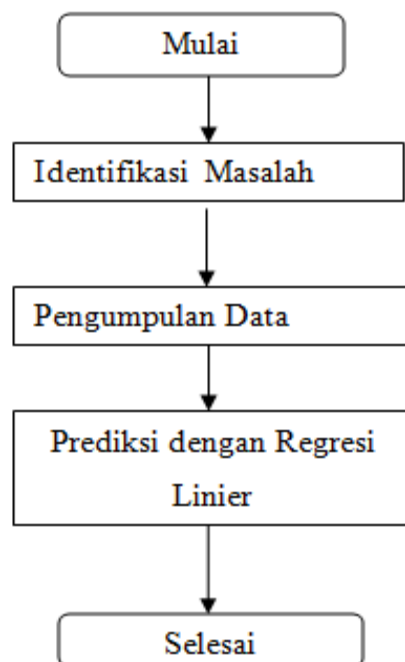 Mulai
Identifikasi Masalah
Pengumpulan Data
Prediksi dengan Regresi
Linier
Selesai